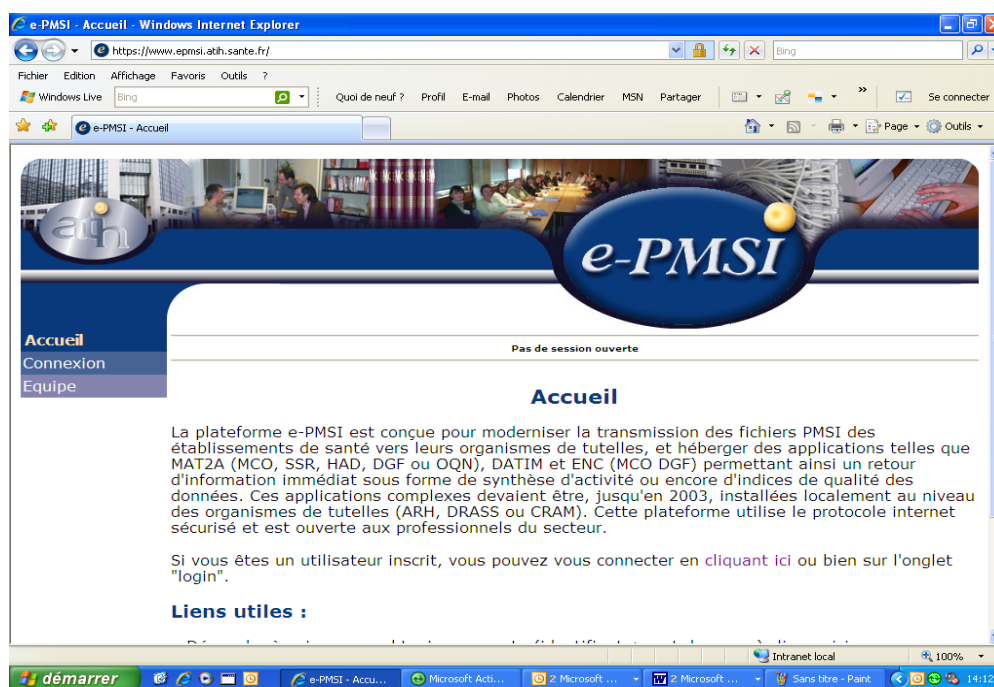 e-PMSI - Accueil - Windows Internet Explorer
https://www.epmsi.atih.sante.fr/
Bing
Fichier Edition Affichage Favoris Outils ?
Windows Live Bing Quoi de neuf ? Profil E-mail Photos Calendrier MSN Partager » Se connecter
e-PMSI - Accueil Page Outils
atih
e-PMSI
Accueil
Connexion
Equipe
Pas de session ouverte
Accueil
La plateforme e-PMSI est conçue pour moderniser la transmission des fichiers PMSI des
établissements de santé vers leurs organismes de tutelles, et héberger des applications telles que
MAT2A (MCO, SSR, HAD, DGF ou OQN), DATIM et ENC (MCO DGF) permettant ainsi un retour
d'information immédiat sous forme de synthèse d'activité ou encore d'indices de qualité des
données. Ces applications complexes devaient être, jusqu'en 2003, installées localement au niveau
des organismes de tutelles (ARH, DRASS ou CRAM). Cette plateforme utilise le protocole internet
sécurisé et est ouverte aux professionnels du secteur.
Si vous êtes un utilisateur inscrit, vous pouvez vous connecter en cliquant ici ou bien sur l'onglet
"login".
Liens utiles :
Intranet local 100%
démarrer e-PMSI - Accu... Microsoft Acti... 2 Microsoft ... 2 Microsoft ... Sans titre - Paint 14:12